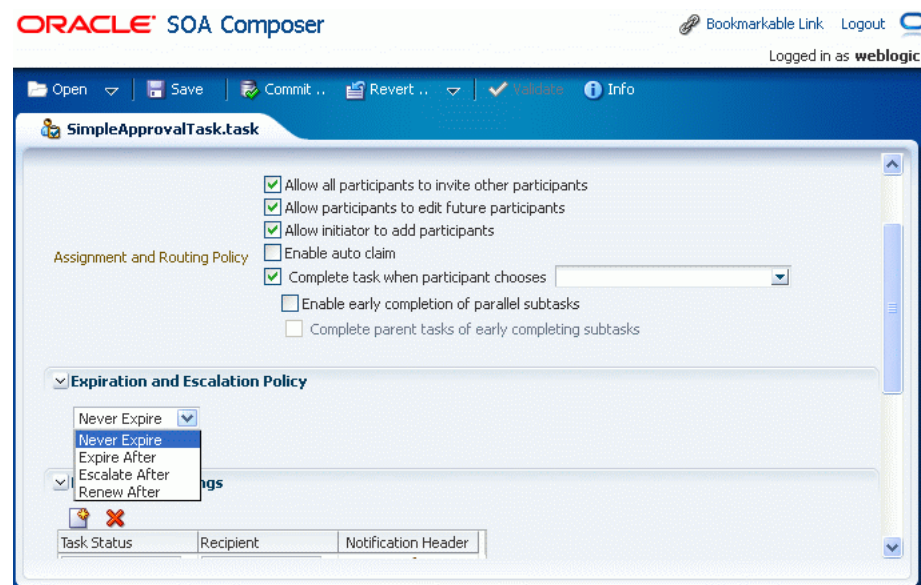 ORACLE SOA Composer
Bookmarkable Link Logout
Logged in as weblogic
Open Save Commit .. Revert .. Validate Info
SimpleApprovalTask.task
Allow all participants to invite other participants
Allow participants to edit future participants
Allow initiator to add participants
Assignment and Routing Policy
Enable auto claim
Complete task when participant chooses
Enable early completion of parallel subtasks
Complete parent tasks of early completing subtasks
Expiration and Escalation Policy
Never Expire
Never Expire
Expire After
Escalate After
Renew After
Task Status Recipient Notification Header